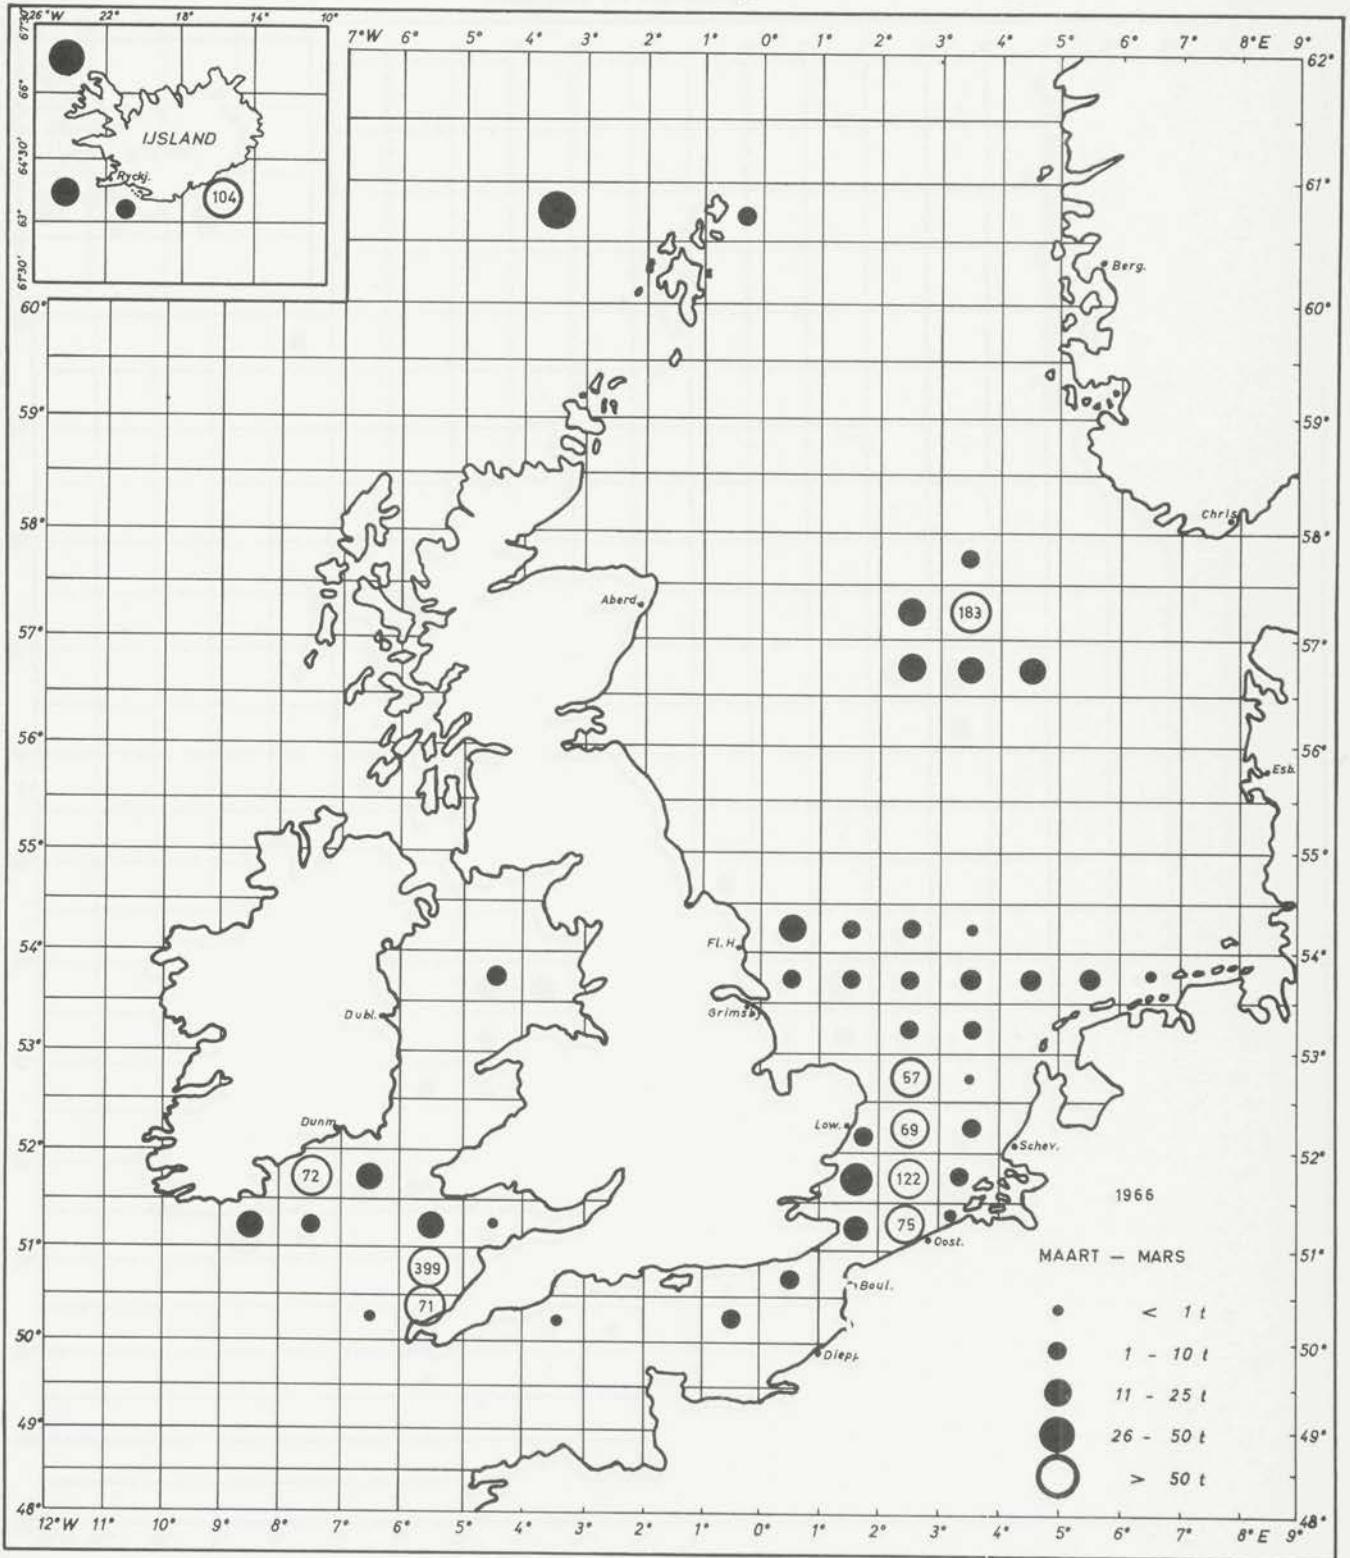 26°W 22° 18° 14° 10°
7°W 6° 5° 4° 3° 2° 1° 0° 1° 2° 3° 4° 5° 6° 7° 8°E 9°
67°30'
66°
64°30'
63°
61°30'
IJSLAND
Ryckj.
104
62°
61°
Berg.
60° 60°
59° 59°
Chris
58° 58°
Aberd.
183
57° 57°
56° 56°
Esb.
55° 55°
Fl. H
54° 54°
Dubl.
Grimsby
53° 53°
57
Dunm.
Low.
69
Schev.
52° 52°
72
122
1966
75
Oost.
51° 51°
MAART – MARS
399
Boul.
71
< 1 t
50° 50°
Diepp.
1 - 10 t
11 - 25 t
49° 49°
26 - 50 t
> 50 t
48° 48°
12°W 11° 10° 9° 8° 7° 6° 5° 4° 3° 2° 1° 0° 1° 2° 3° 4° 5° 6° 7° 8°E 9°